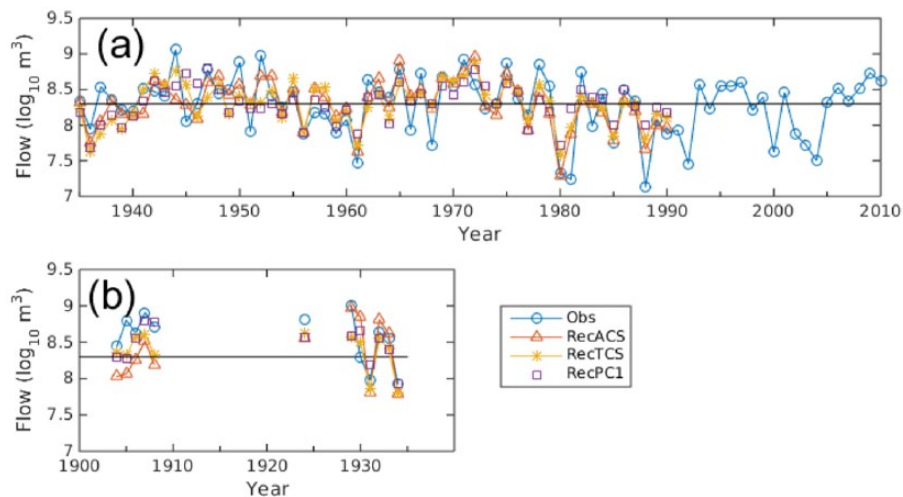 (a)
Flow (log10 m3)
9.5
9
8.5
8
7.5
7
1940
1950
1960
1970
1980
1990
2000
2010
Year
(b)
Flow (log10 m3)
9.5
9
8.5
8
7.5
7
1900
1910
1920
1930
Year
Obs
RecACS
RecTCS
RecPC1